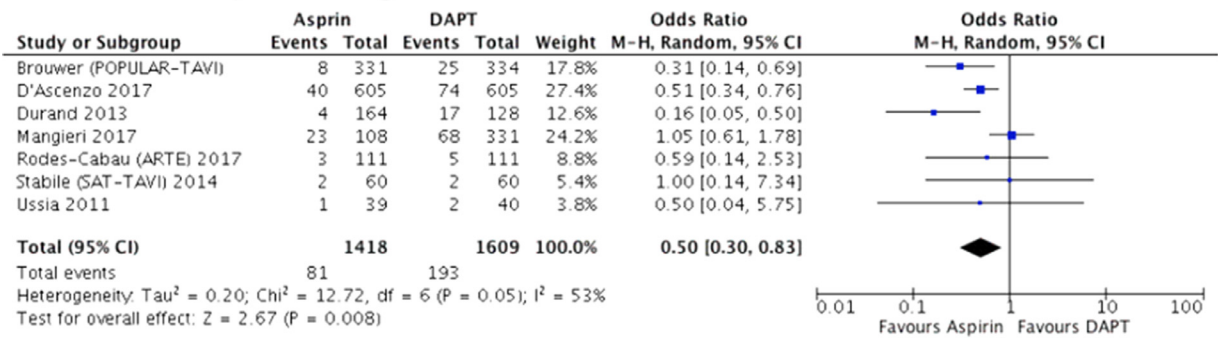 Asprin DAPT Odds Ratio Odds Ratio
Study or Subgroup Events Total Events Total Weight M-H, Random, 95% CI M-H, Random, 95% CI
Brouwer (POPULAR-TAVI) 8 331 25 334 17.8% 0.31 [0.14, 0.69]
D'Ascenzo 2017 40 605 74 605 27.4% 0.51 [0.34, 0.76]
Durand 2013 4 164 17 128 12.6% 0.16 [0.05, 0.50]
Mangieri 2017 23 108 68 331 24.2% 1.05 [0.61, 1.78]
Rodes-Cabau (ARTE) 2017 3 111 5 111 8.8% 0.59 [0.14, 2.53]
Stabile (SAT-TAVI) 2014 2 60 2 60 5.4% 1.00 [0.14, 7.34]
Ussia 2011 1 39 2 40 3.8% 0.50 [0.04, 5.75]
Total (95% CI) 1418 1609 100.0% 0.50 [0.30, 0.83]
Total events 81 193
Heterogeneity: Tau² = 0.20; Chi² = 12.72, df = 6 (P = 0.05); I² = 53%
Test for overall effect: Z = 2.67 (P = 0.008)
0.01 0.1 1 10 100
Favours Aspirin Favours DAPT